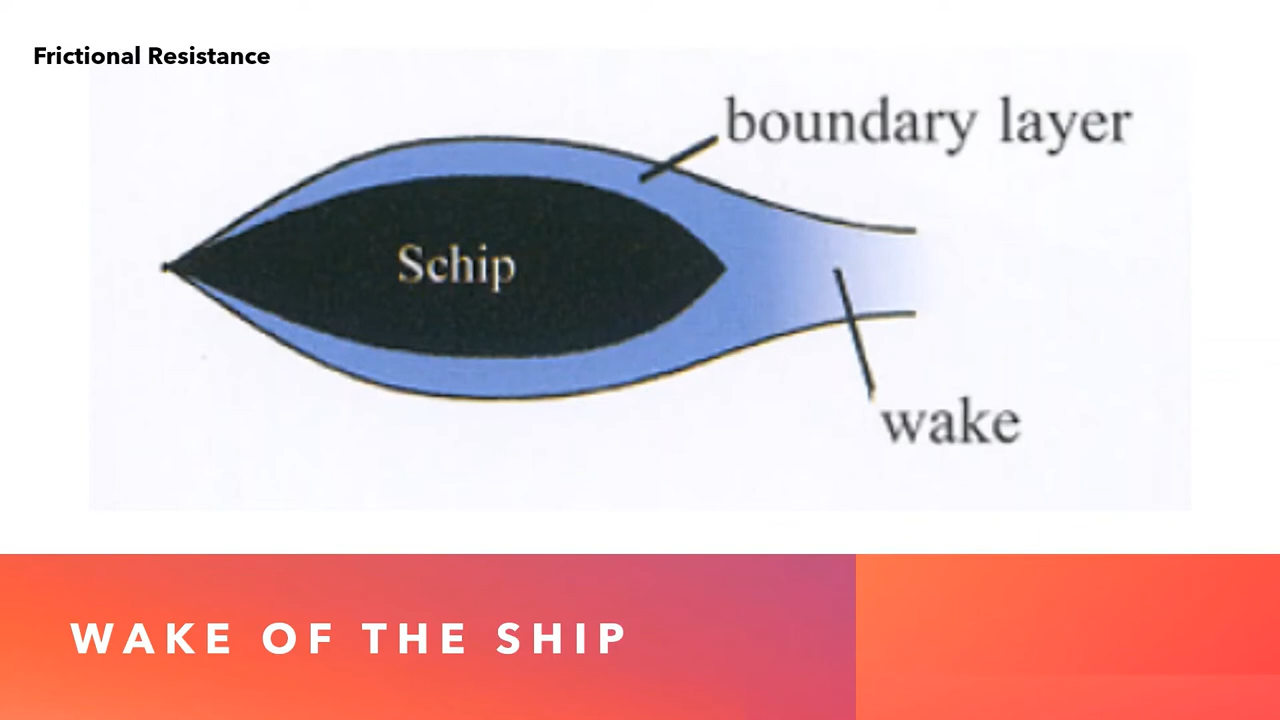 Frictional Resistance
boundary layer
Schip
wake
WAKE OF THE SHIP